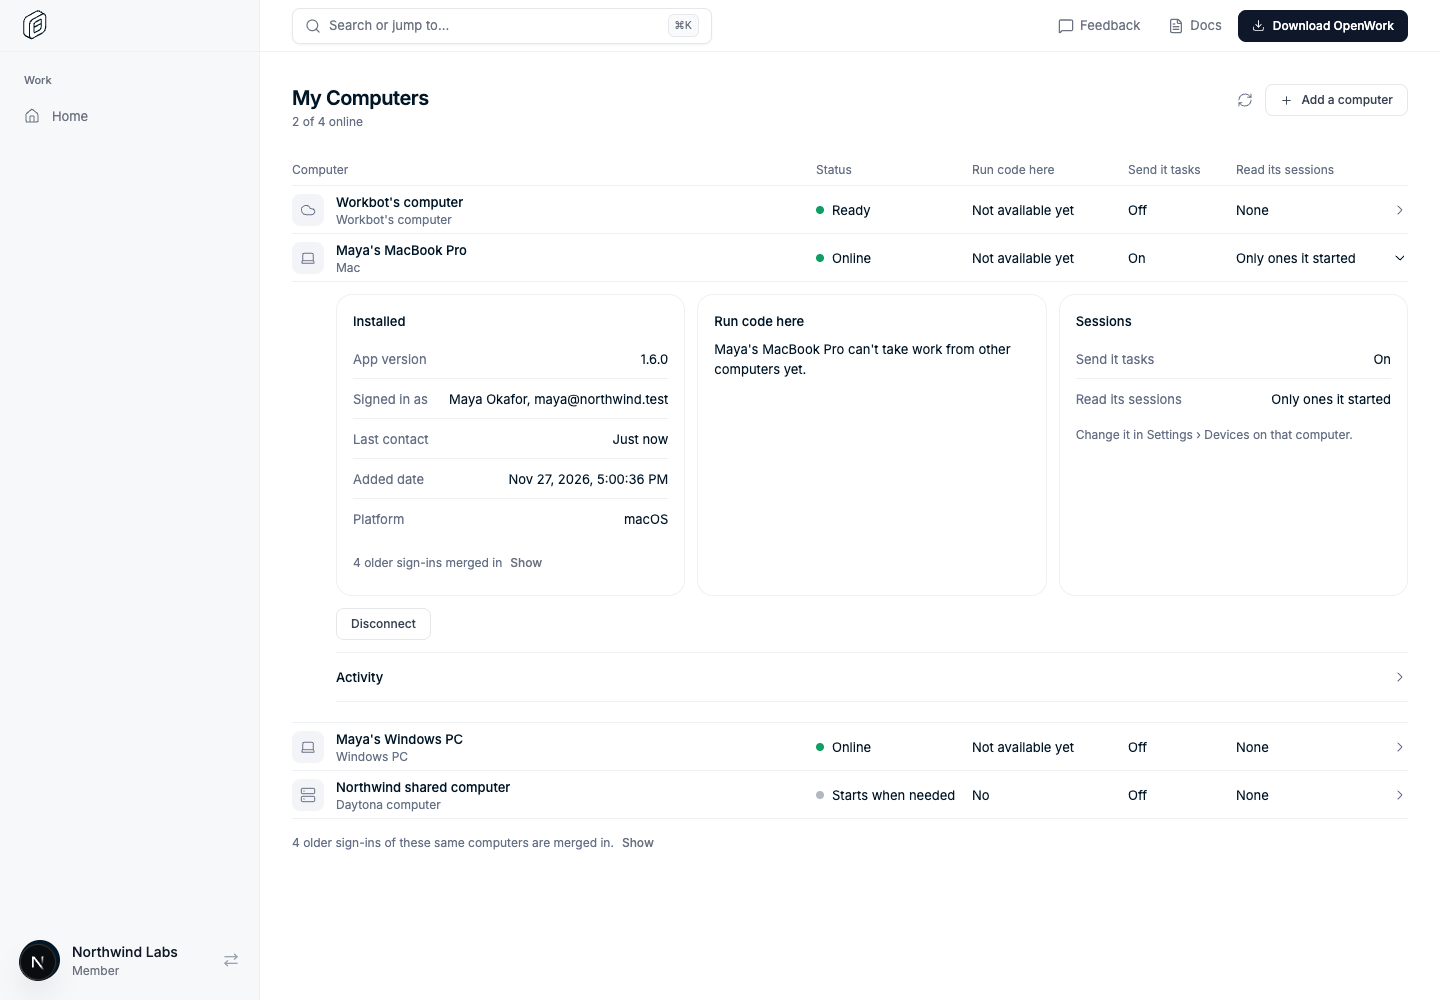 Search or jump to...
⌘K
Feedback
Docs
Download OpenWork
Work
Home
My Computers
2 of 4 online
Add a computer
Computer
Status
Run code here
Send it tasks
Read its sessions
Workbot's computer
Workbot's computer
Ready
Not available yet
Off
None
Maya's MacBook Pro
Mac
Online
Not available yet
On
Only ones it started
Installed
App version
1.6.0
Signed in as
Maya Okafor, maya@northwind.test
Last contact
Just now
Added date
Nov 27, 2026, 5:00:36 PM
Platform
macOS
4 older sign-ins merged in Show
Run code here
Maya's MacBook Pro can't take work from other
computers yet.
Sessions
Send it tasks
On
Read its sessions
Only ones it started
Change it in Settings › Devices on that computer.
Disconnect
Activity
Maya's Windows PC
Windows PC
Online
Not available yet
Off
None
Northwind shared computer
Daytona computer
Starts when needed
No
Off
None
4 older sign-ins of these same computers are merged in. Show
N
Northwind Labs
Member